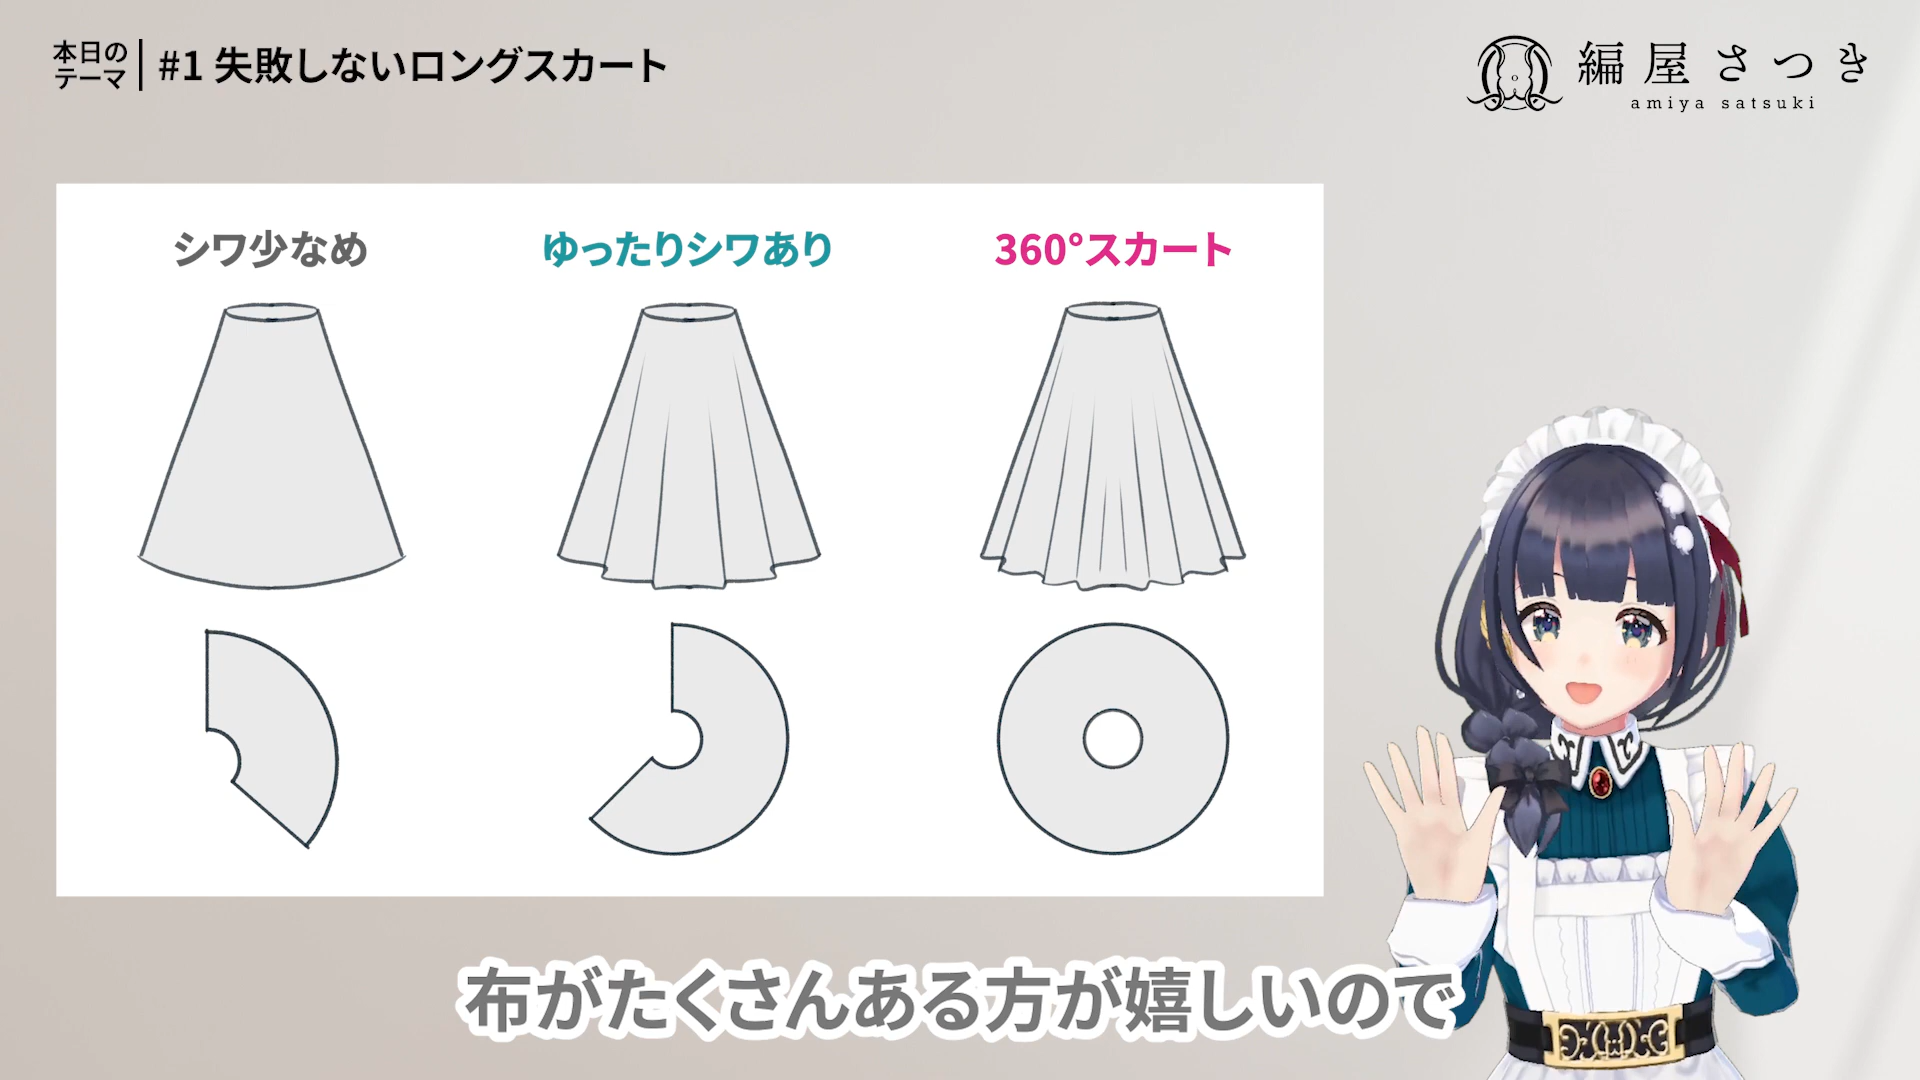 本日の
テーマ
#1 失敗しないロングスカート
編屋さつき
amiya satsuki
シワ少なめ
ゆったりシワあり
360°スカート
布がたくさんある方が嬉しいので